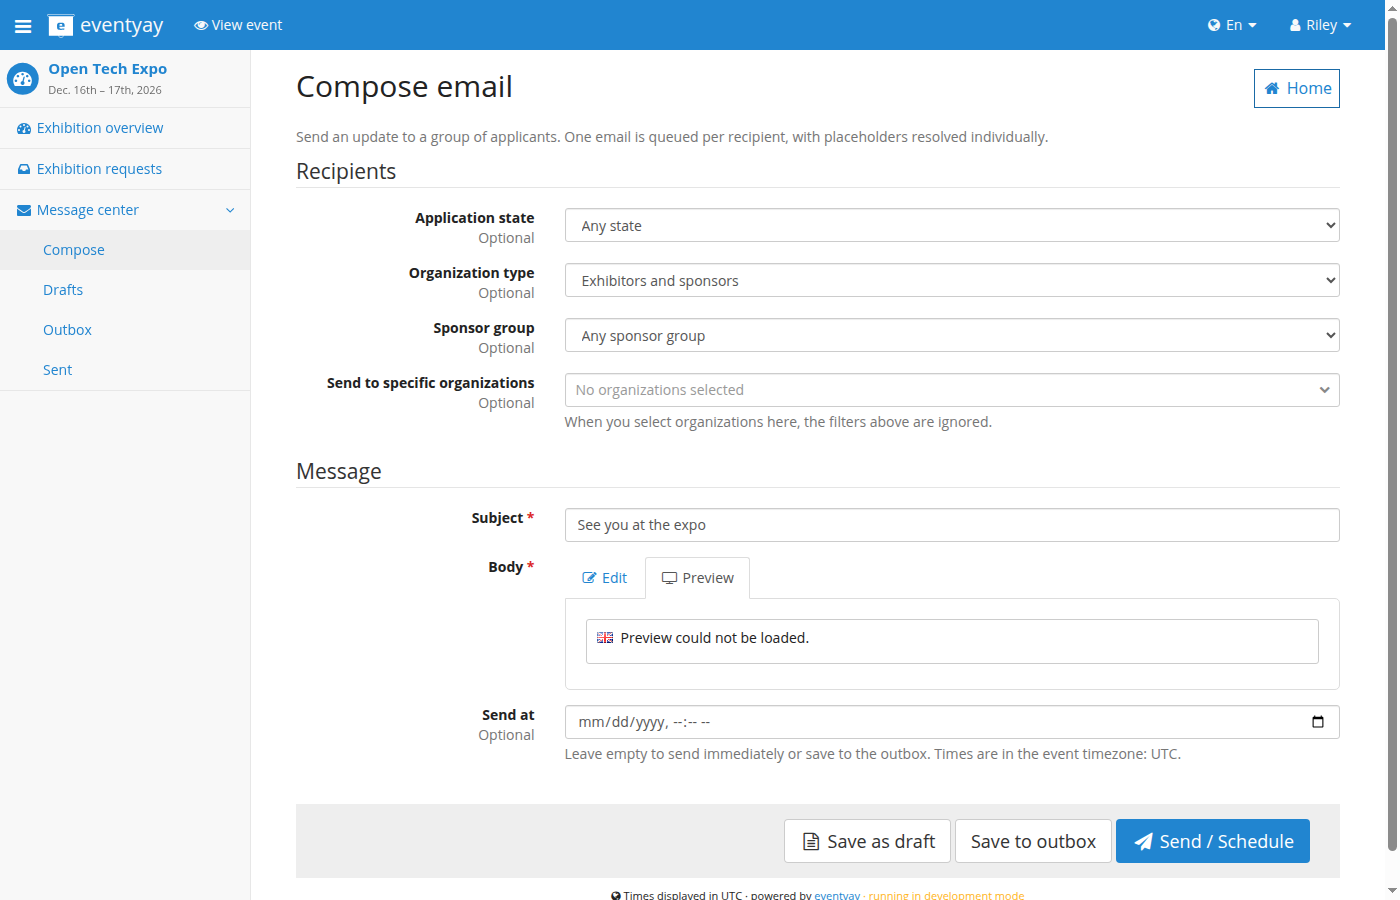 eventyay
View event
En
Riley
Open Tech Expo
Dec. 16th – 17th, 2026
Exhibition overview
Exhibition requests
Message center
Compose
Drafts
Outbox
Sent
Compose email
Home
Send an update to a group of applicants. One email is queued per recipient, with placeholders resolved individually.
Recipients
Application state
Optional
Any state
Organization type
Optional
Exhibitors and sponsors
Sponsor group
Optional
Any sponsor group
Send to specific organizations
Optional
No organizations selected
When you select organizations here, the filters above are ignored.
Message
Subject *
See you at the expo
Body *
Edit
Preview
Preview could not be loaded.
Send at
Optional
mm/dd/yyyy, --:-- --
Leave empty to send immediately or save to the outbox. Times are in the event timezone: UTC.
Save as draft
Save to outbox
Send / Schedule
Times displayed in UTC · powered by eventyay · running in development mode